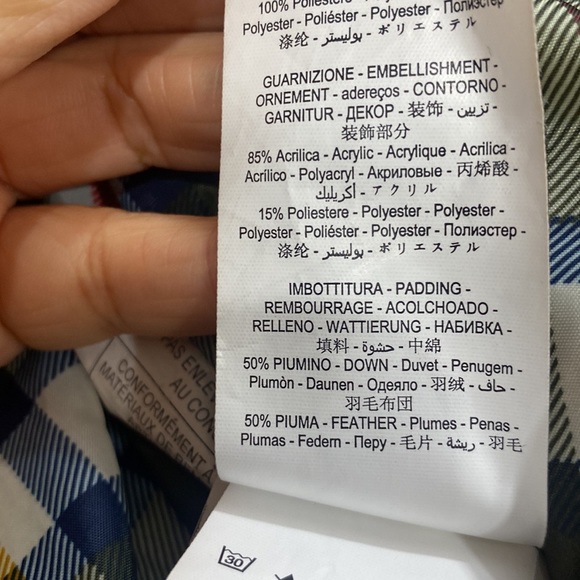 100% Poliestere - Polyester -
Polyester - Poliéster - Polyester - Полиэстер
涤纶 - بوليستر - ポリエステル
GUARNIZIONE - EMBELLISHMENT -
ORNEMENT - adereços - CONTORNO -
GARNITUR - ДЕКОР - 装饰 - تزيين -
装飾部分
85% Acrilica - Acrylic - Acrylique - Acrilica -
Acrílico - Polyacryl - Акриловые - 丙烯酸 -
أكريليك - アクリル
15% Poliestere - Polyester - Polyester -
Polyester - Poliéster - Polyester - Полиэстер -
涤纶 - بوليستر - ポリエステル
IMBOTTITURA - PADDING -
REMBOURRAGE - ACOLCHOADO -
RELLENO - WATTIERUNG - НАБИВКА -
填料 - حشوة - 中綿
50% PIUMINO - DOWN - Duvet - Penugem -
Plumòn - Daunen - Одеяло - 羽绒 - حاف -
羽毛布団
50% PIUMA - FEATHER - Plumes - Penas -
Plumas - Federn - Перу - 毛片 - ريشة - 羽毛
PAS ENLE
AU CON
CONFORMÉMENT
MATÉRIAUX DE
30